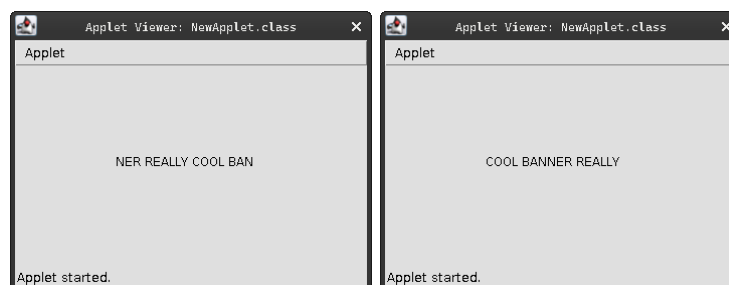 Applet Viewer: NewApplet.class
Applet
NER REALLY COOL BAN
Applet started.
Applet Viewer: NewApplet.class
Applet
COOL BANNER REALLY
Applet started.